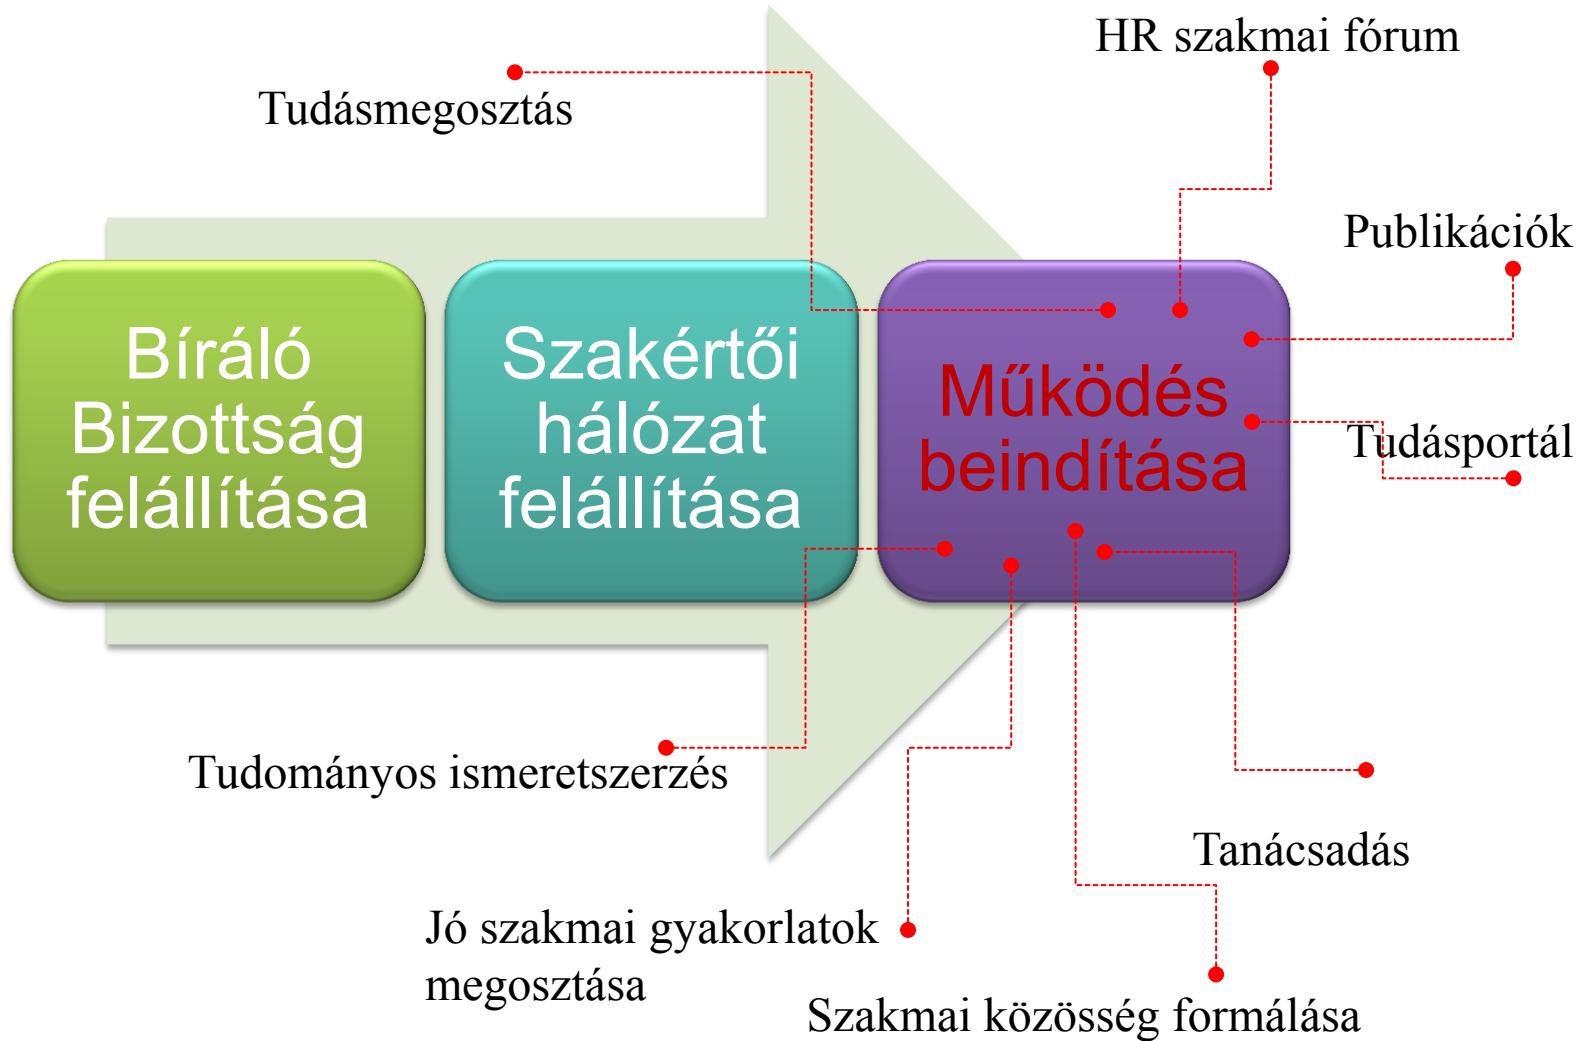 HR szakmai fórum
Tudásmegosztás
Publikációk
Bíráló
Bizottság
felállítása
Szakértői
hálózat
felállítása
Működés
beindítása
Tudásportál
Tudományos ismeretszerzés
Tanácsadás
Jó szakmai gyakorlatok
megosztása
Szakmai közösség formálása